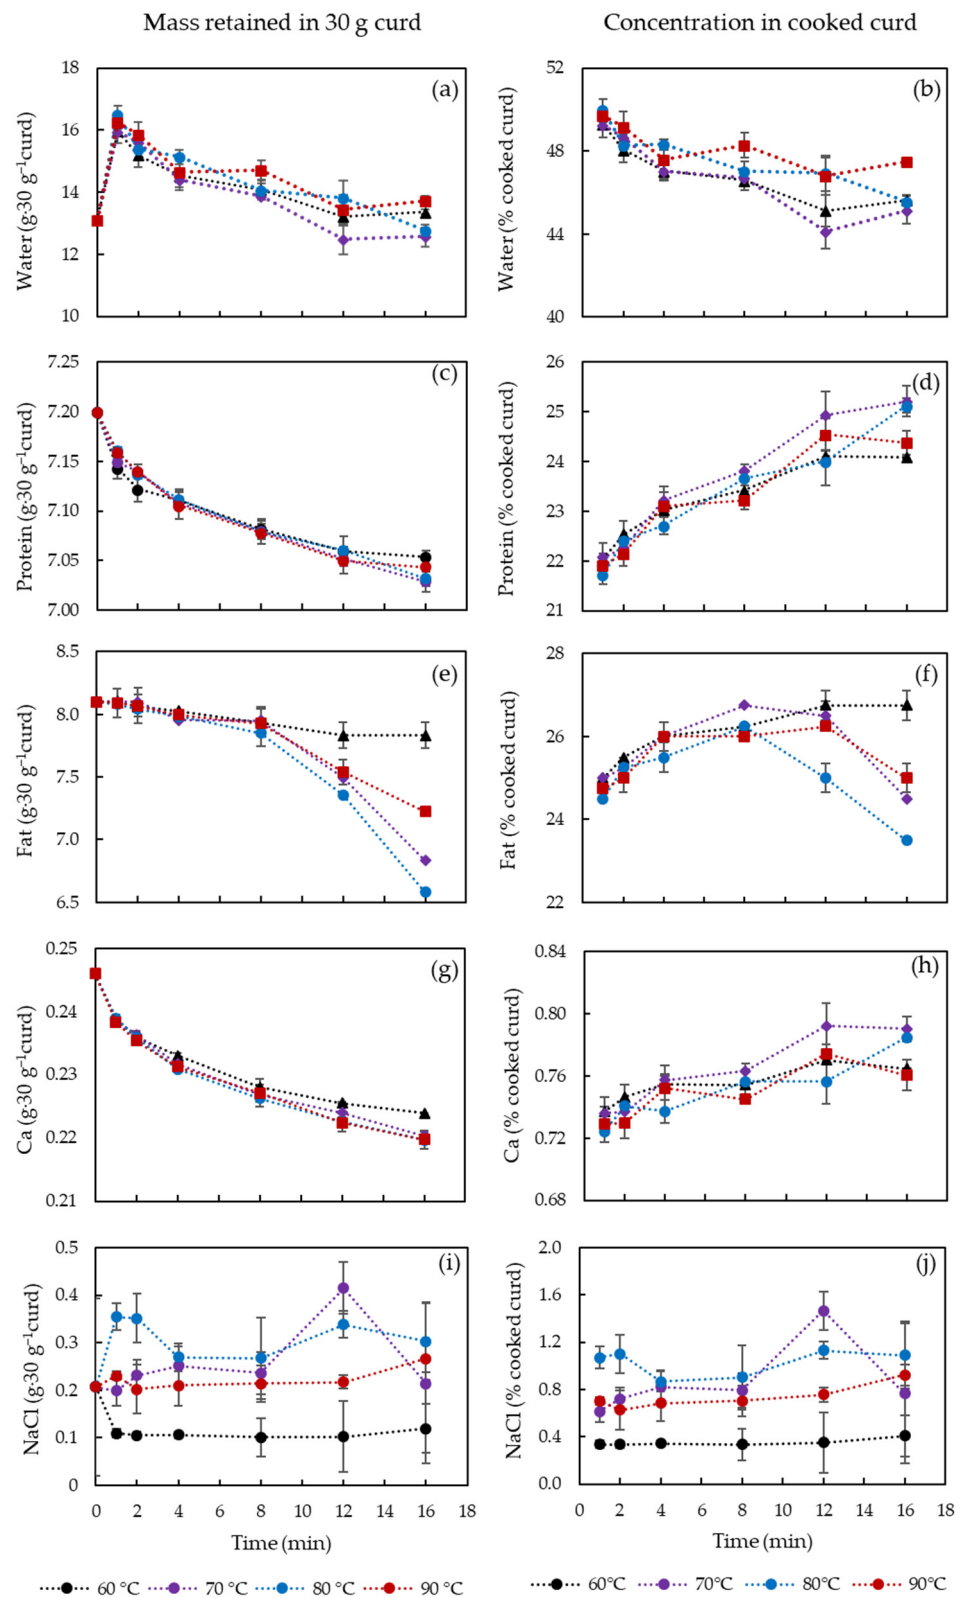 Mass retained in 30 g curd
Concentration in cooked curd
Water (g·30 g⁻¹curd)
18
16
14
12
10
(a)
Water (% cooked curd)
52
48
44
40
(b)
Protein (g·30 g⁻¹curd)
7.25
7.20
7.15
7.10
7.05
7.00
(c)
Protein (% cooked curd)
26
25
24
23
22
21
(d)
Fat (g·30 g⁻¹curd)
8.5
8.0
7.5
7.0
6.5
(e)
Fat (% cooked curd)
28
26
24
22
(f)
Ca (g·30 g⁻¹curd)
0.25
0.24
0.23
0.22
0.21
(g)
Ca (% cooked curd)
0.84
0.80
0.76
0.72
0.68
(h)
NaCl (g·30 g⁻¹curd)
0.5
0.4
0.3
0.2
0.1
0
(i)
0 2 4 6 8 10 12 14 16 18
Time (min)
NaCl (% cooked curd)
2.0
1.6
1.2
0.8
0.4
0.0
(j)
0 2 4 6 8 10 12 14 16 18
Time (min)
60 °C 70 °C 80 °C 90 °C
60°C 70°C 80°C 90°C